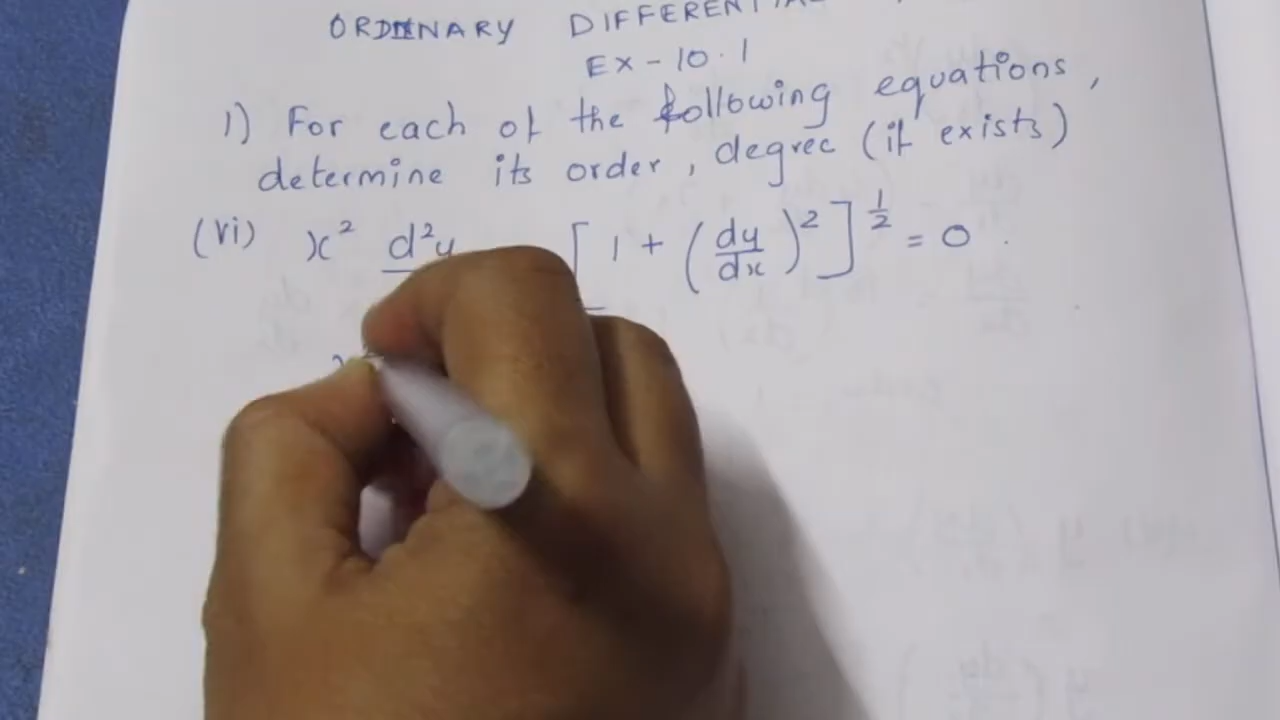 ORDINARY DIFFERENTIAL
EX - 10.1
1) For each of the following equations,
determine its order, degree (if exists)
(vi) x² d²y [1 + (dy/dx)²]^½ = 0.